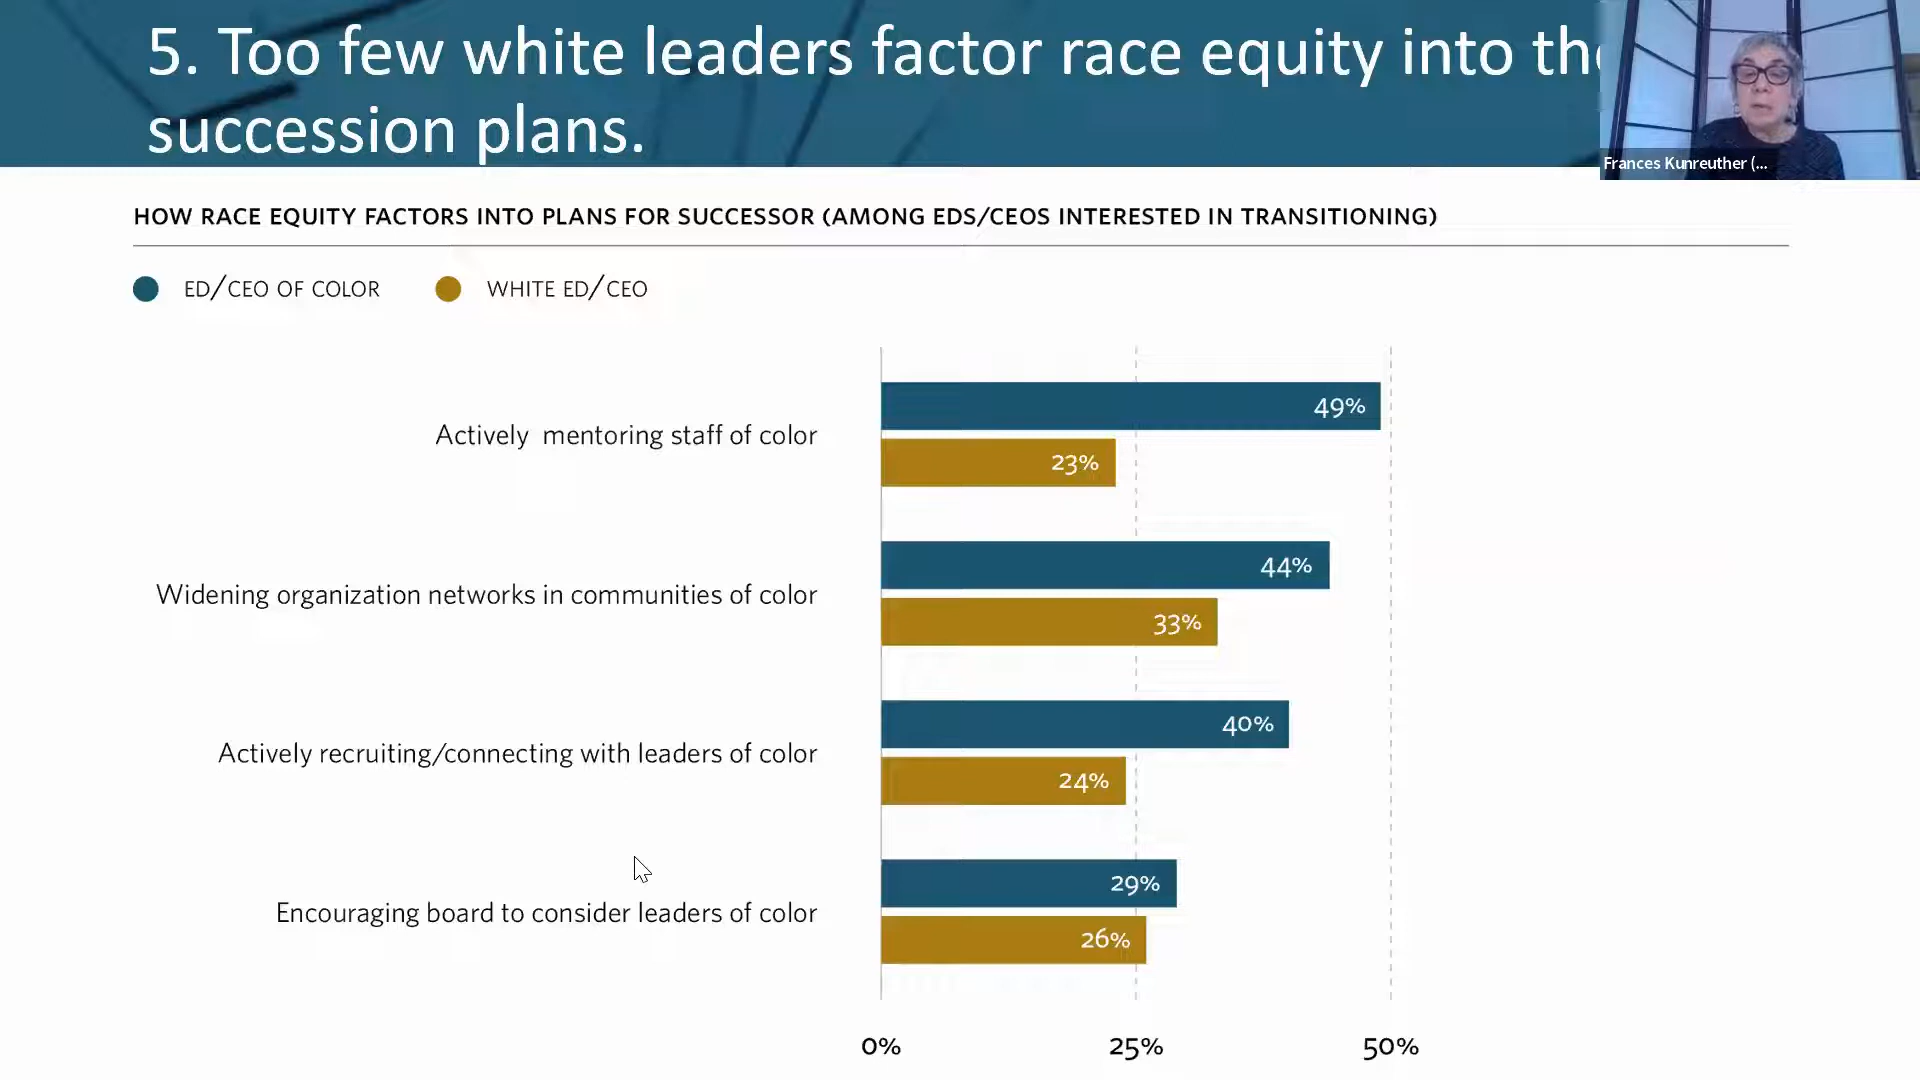 5. Too few white leaders factor race equity into the
succession plans.
Frances Kunreuther (...
HOW RACE EQUITY FACTORS INTO PLANS FOR SUCCESSOR (AMONG EDS/CEOS INTERESTED IN TRANSITIONING)
ED/CEO OF COLOR WHITE ED/CEO
49%
Actively mentoring staff of color
23%
44%
Widening organization networks in communities of color
33%
40%
Actively recruiting/connecting with leaders of color
24%
29%
Encouraging board to consider leaders of color
26%
0% 25% 50%